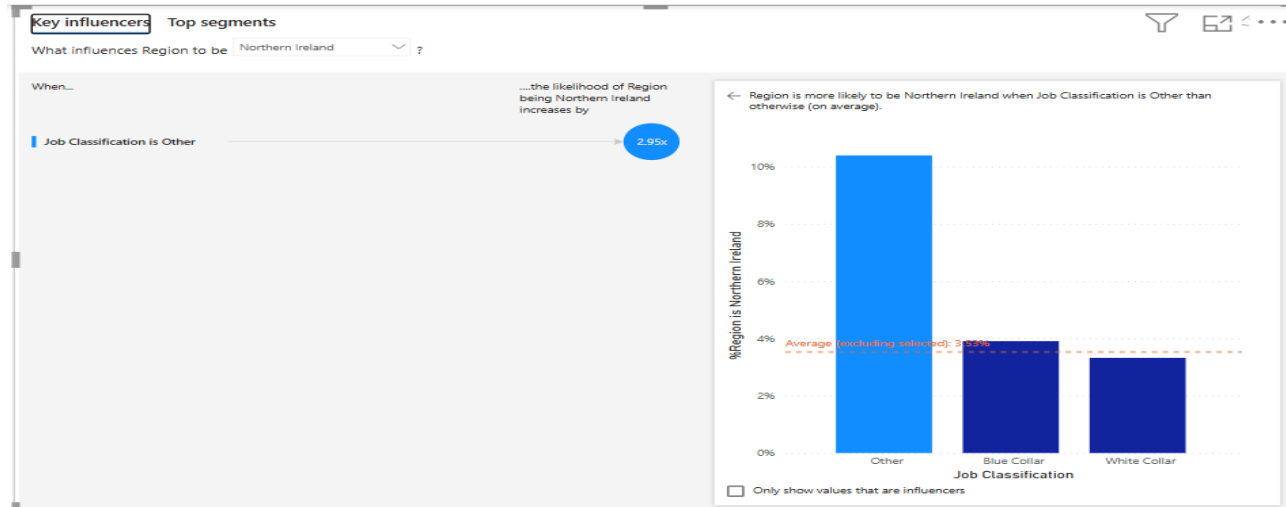 Key influencers Top segments
What influences Region to be Northern Ireland ?
When...
....the likelihood of Region
being Northern Ireland
increases by
Job Classification is Other
2.95x
Region is more likely to be Northern Ireland when Job Classification is Other than
otherwise (on average).
%Region is Northern Ireland
10%
8%
6%
4%
2%
0%
Average (excluding selected): 3.53%
Other Blue Collar White Collar
Job Classification
Only show values that are influencers